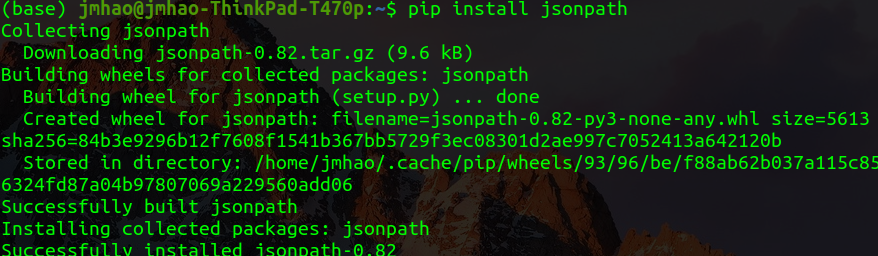 (base) jmhao@jmhao-ThinkPad-T470p:~$ pip install jsonpath
Collecting jsonpath
  Downloading jsonpath-0.82.tar.gz (9.6 kB)
Building wheels for collected packages: jsonpath
  Building wheel for jsonpath (setup.py) ... done
  Created wheel for jsonpath: filename=jsonpath-0.82-py3-none-any.whl size=5613
sha256=84b3e9296b12f7608f1541b367bb5729f3ec08301d2ae997c7052413a642120b
  Stored in directory: /home/jmhao/.cache/pip/wheels/93/96/be/f88ab62b037a115c85
6324fd87a04b97807069a229560add06
Successfully built jsonpath
Installing collected packages: jsonpath
Successfully installed jsonpath-0.82